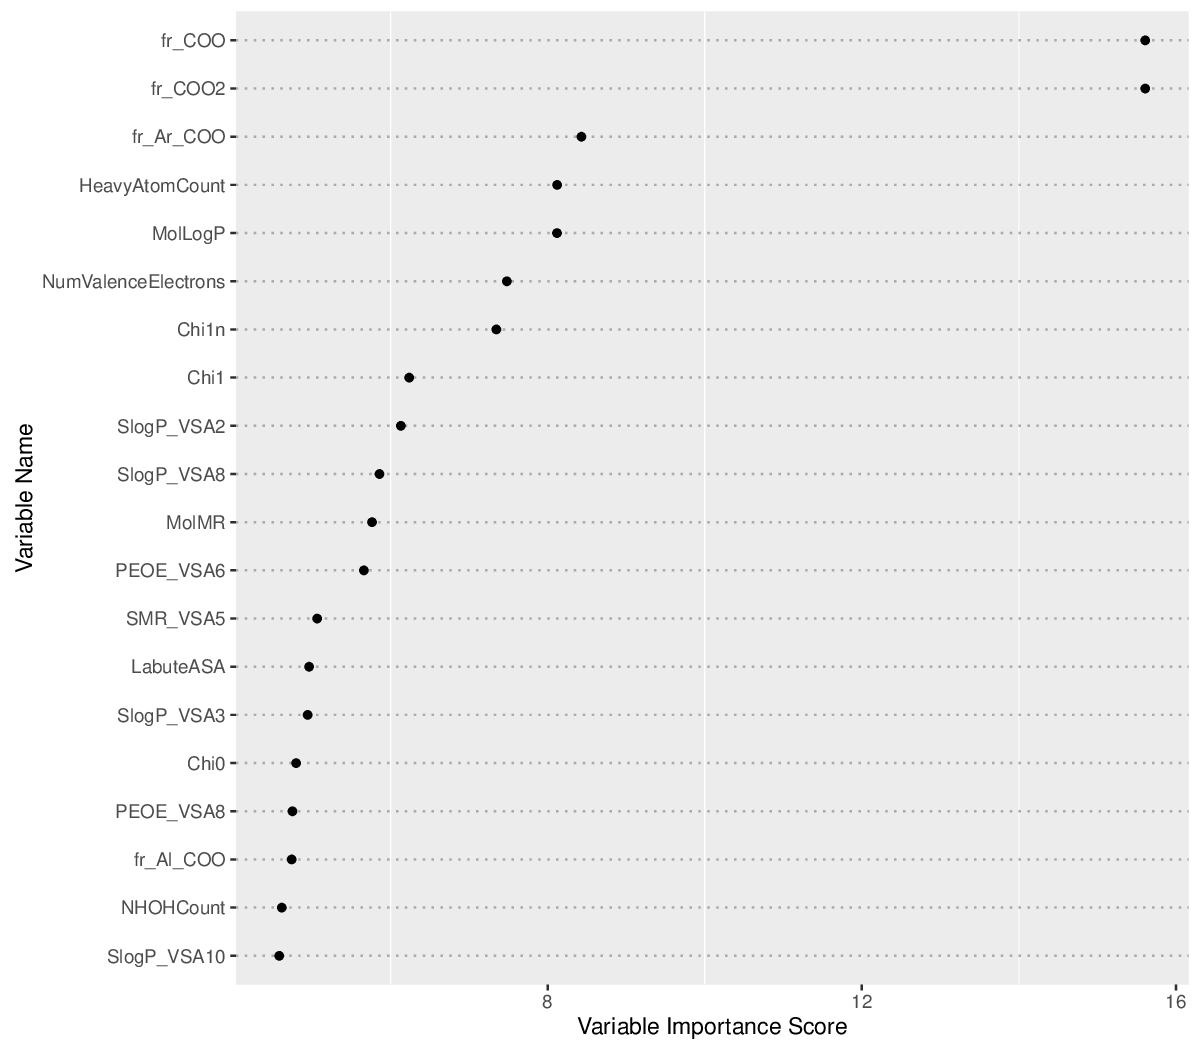 fr_COO
fr_COO2
fr_Ar_COO
HeavyAtomCount
MolLogP
NumValenceElectrons
Chi1n
Chi1
SlogP_VSA2
SlogP_VSA8
MolMR
PEOE_VSA6
SMR_VSA5
LabuteASA
SlogP_VSA3
Chi0
PEOE_VSA8
fr_Al_COO
NHOHCount
SlogP_VSA10
Variable Name
8 12 16
Variable Importance Score